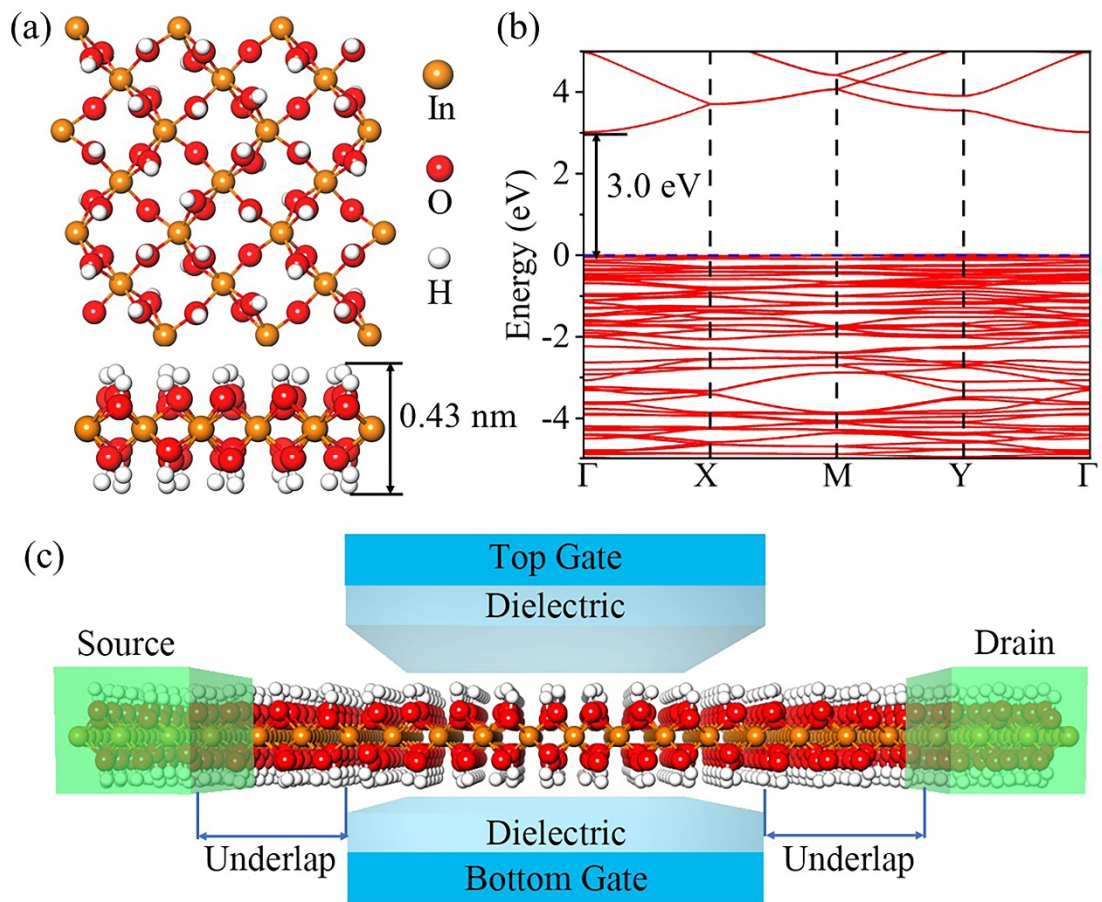 (a)
In
O
H
0.43 nm
(b)
Energy (eV)
4
2
0
-2
-4
3.0 eV
Γ X M Y Γ
(c)
Top Gate
Dielectric
Source
Drain
Underlap
Underlap
Dielectric
Bottom Gate